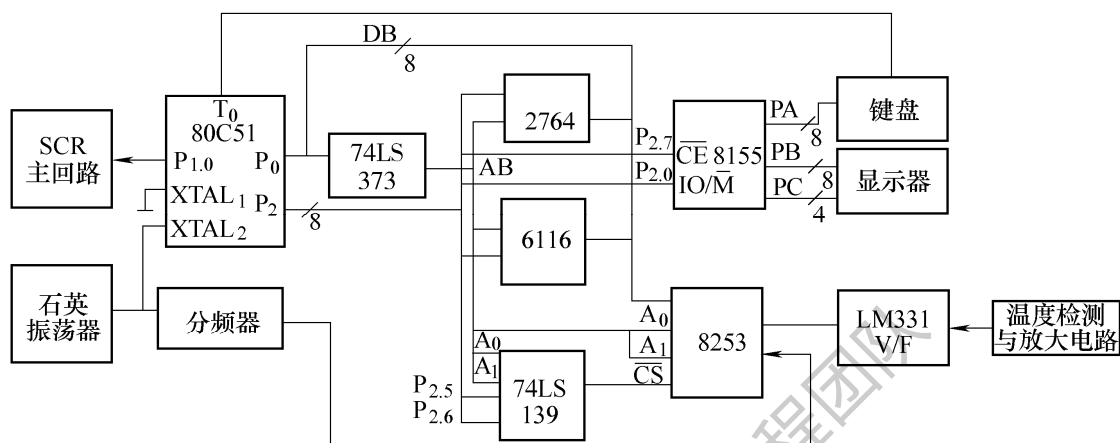 DB
8
T0
80C51
P1.0
P0
XTAL1
XTAL2
P2
8
SCR
主回路
74LS
373
AB
2764
6116
P2.7
P2.0
CE 8155
IO/M
PA
8
PB
8
PC
4
键盘
显示器
石英
振荡器
分频器
A0
A1
P2.5
P2.6
74LS
139
A0
A1
CS
8253
LM331
V/F
温度检测
与放大电路
程团队